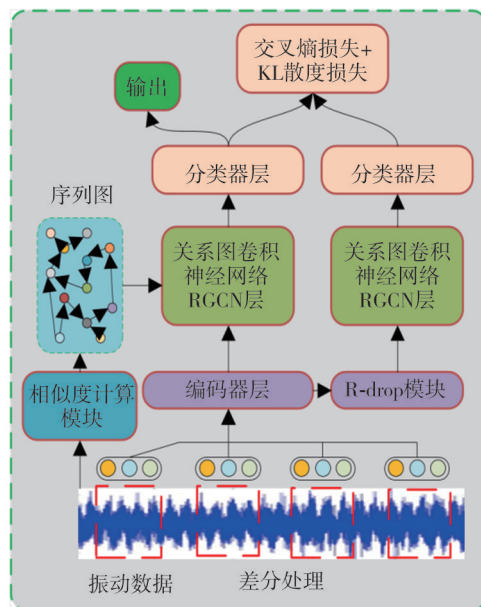 交叉熵损失+
KL散度损失
输出
分类器层
分类器层
序列图
关系图卷积
神经网络
RGCN层
关系图卷积
神经网络
RGCN层
相似度计算
模块
编码器层
R-drop模块
振动数据
差分处理